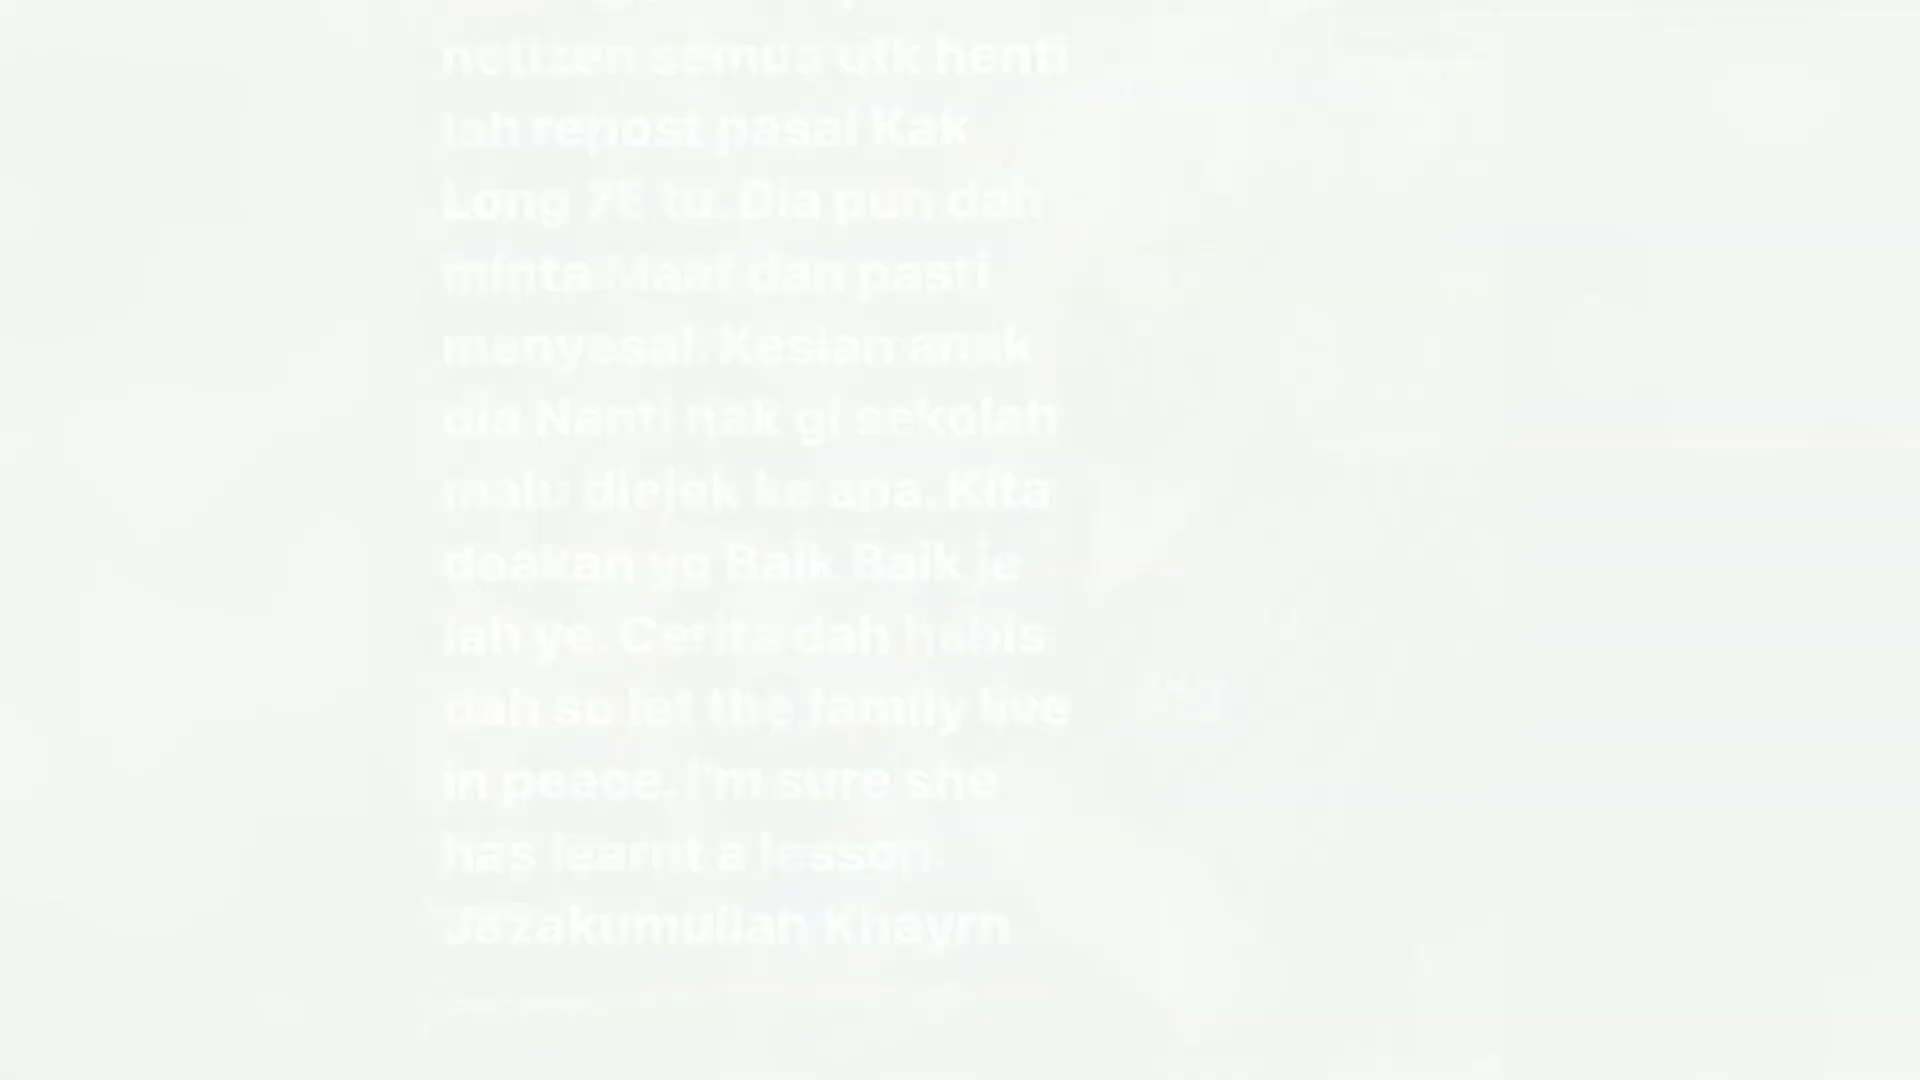 netizen semua utk henti
lah repost pasal Kak
Long 7E tu. Dia pun dah
minta Maaf dan pasti
menyesal. Kesian anak
dia Nanti nak gi sekolah
malu diejek ke apa. Kita
doakan yg Baik Baik je
lah ye. Cerita dah habis
dah so let the family live
in peace. I'm sure she
has learnt a lesson.
Jazakumullah Khayrn